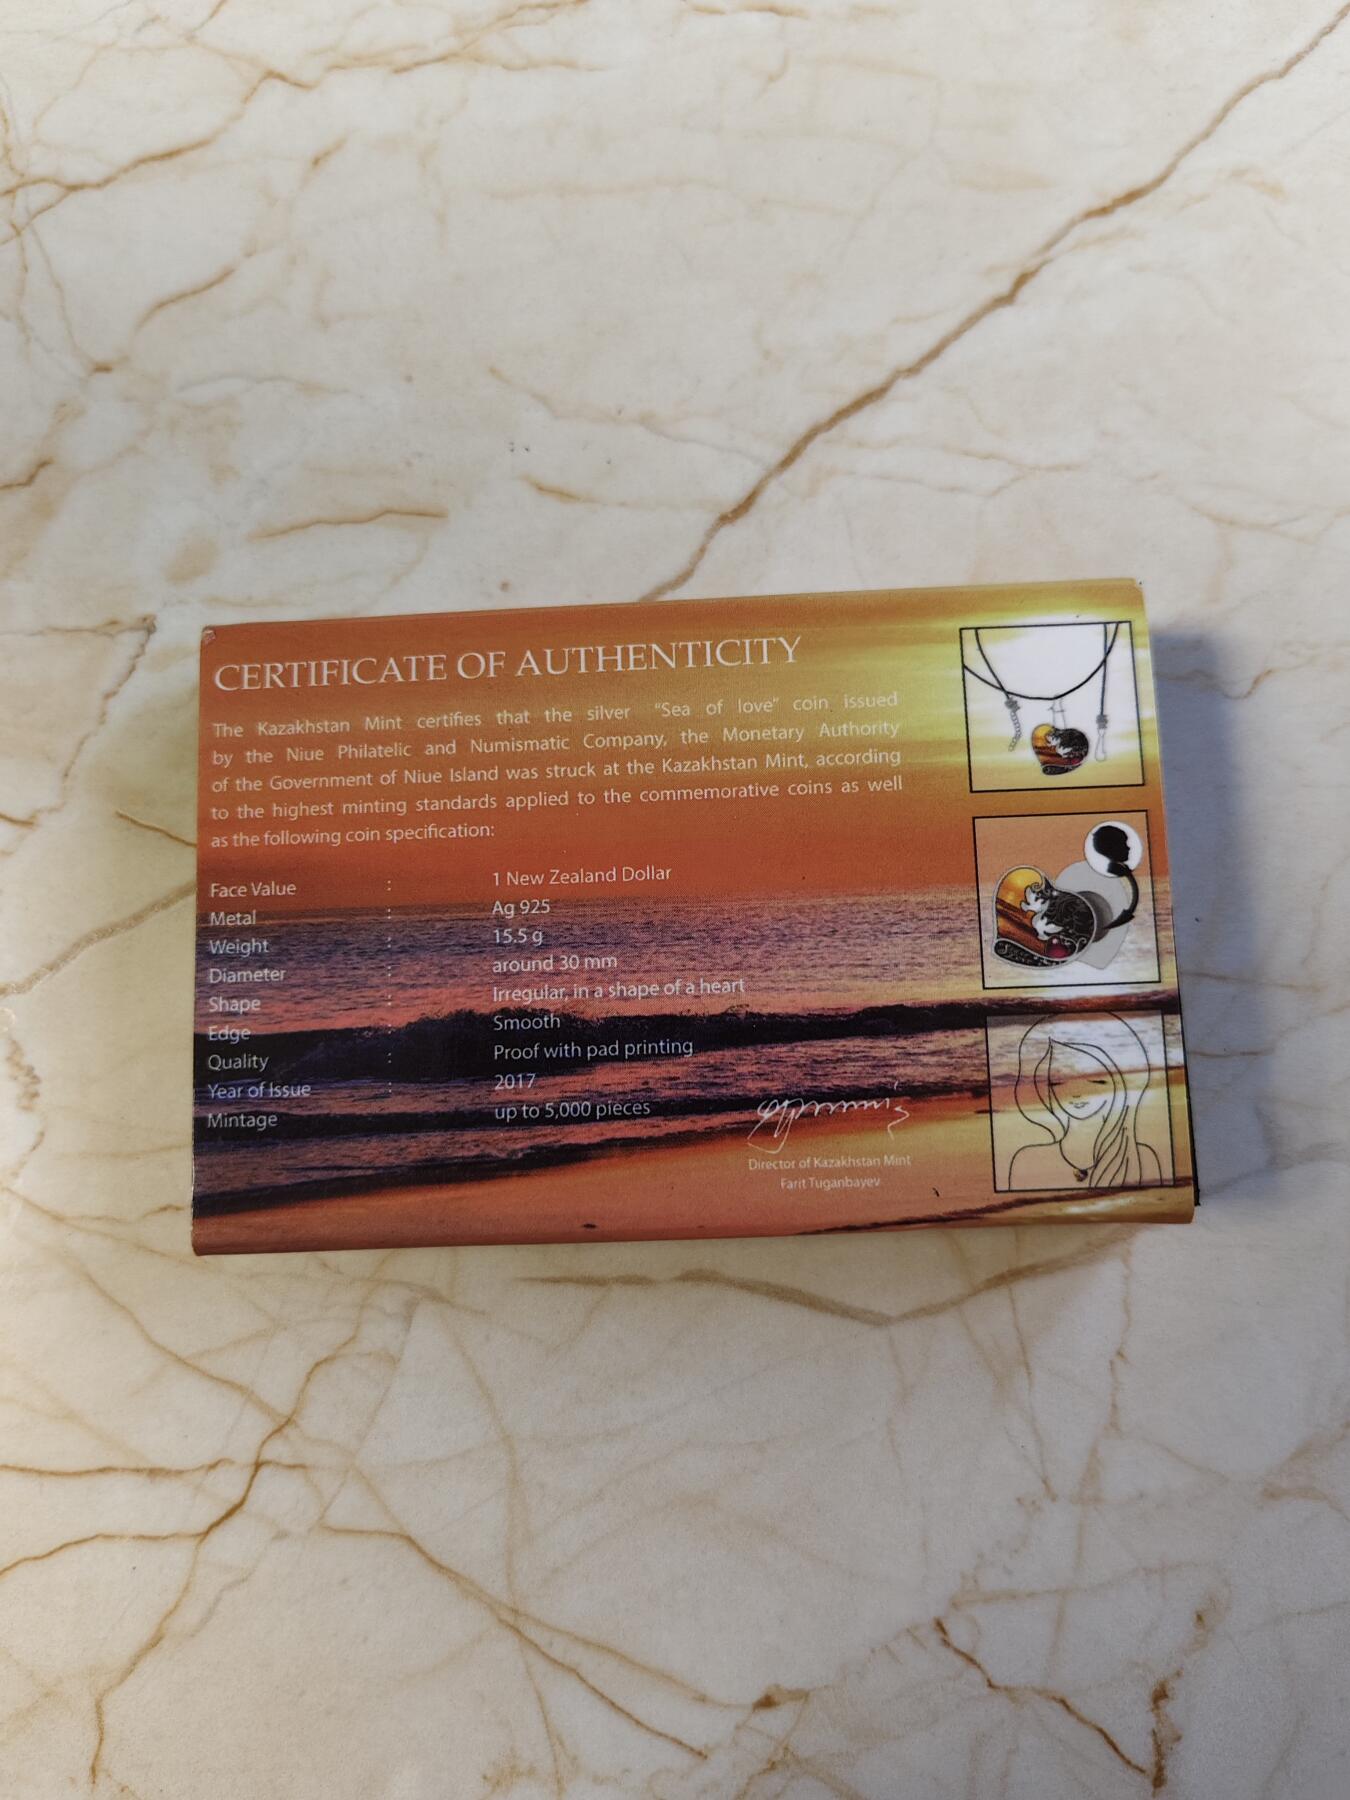 CERTIFICATE OF AUTHENTICITY
The Kazakhstan Mint certifies that the silver "Sea of love" coin issued
by the Niue Philatelic and Numismatic Company, the Monetary Authority
of the Government of Niue Island was struck at the Kazakhstan Mint, according
to the highest minting standards applied to the commemorative coins as well
as the following coin specification:
Face Value : 1 New Zealand Dollar
Metal : Ag 925
Weight : 15.5 g
Diameter : around 30 mm
Shape : Irregular, in a shape of a heart
Edge : Smooth
Quality : Proof with pad printing
Year of Issue : 2017
Mintage : up to 5,000 pieces
Director of Kazakhstan Mint
Farit Tuganbayev